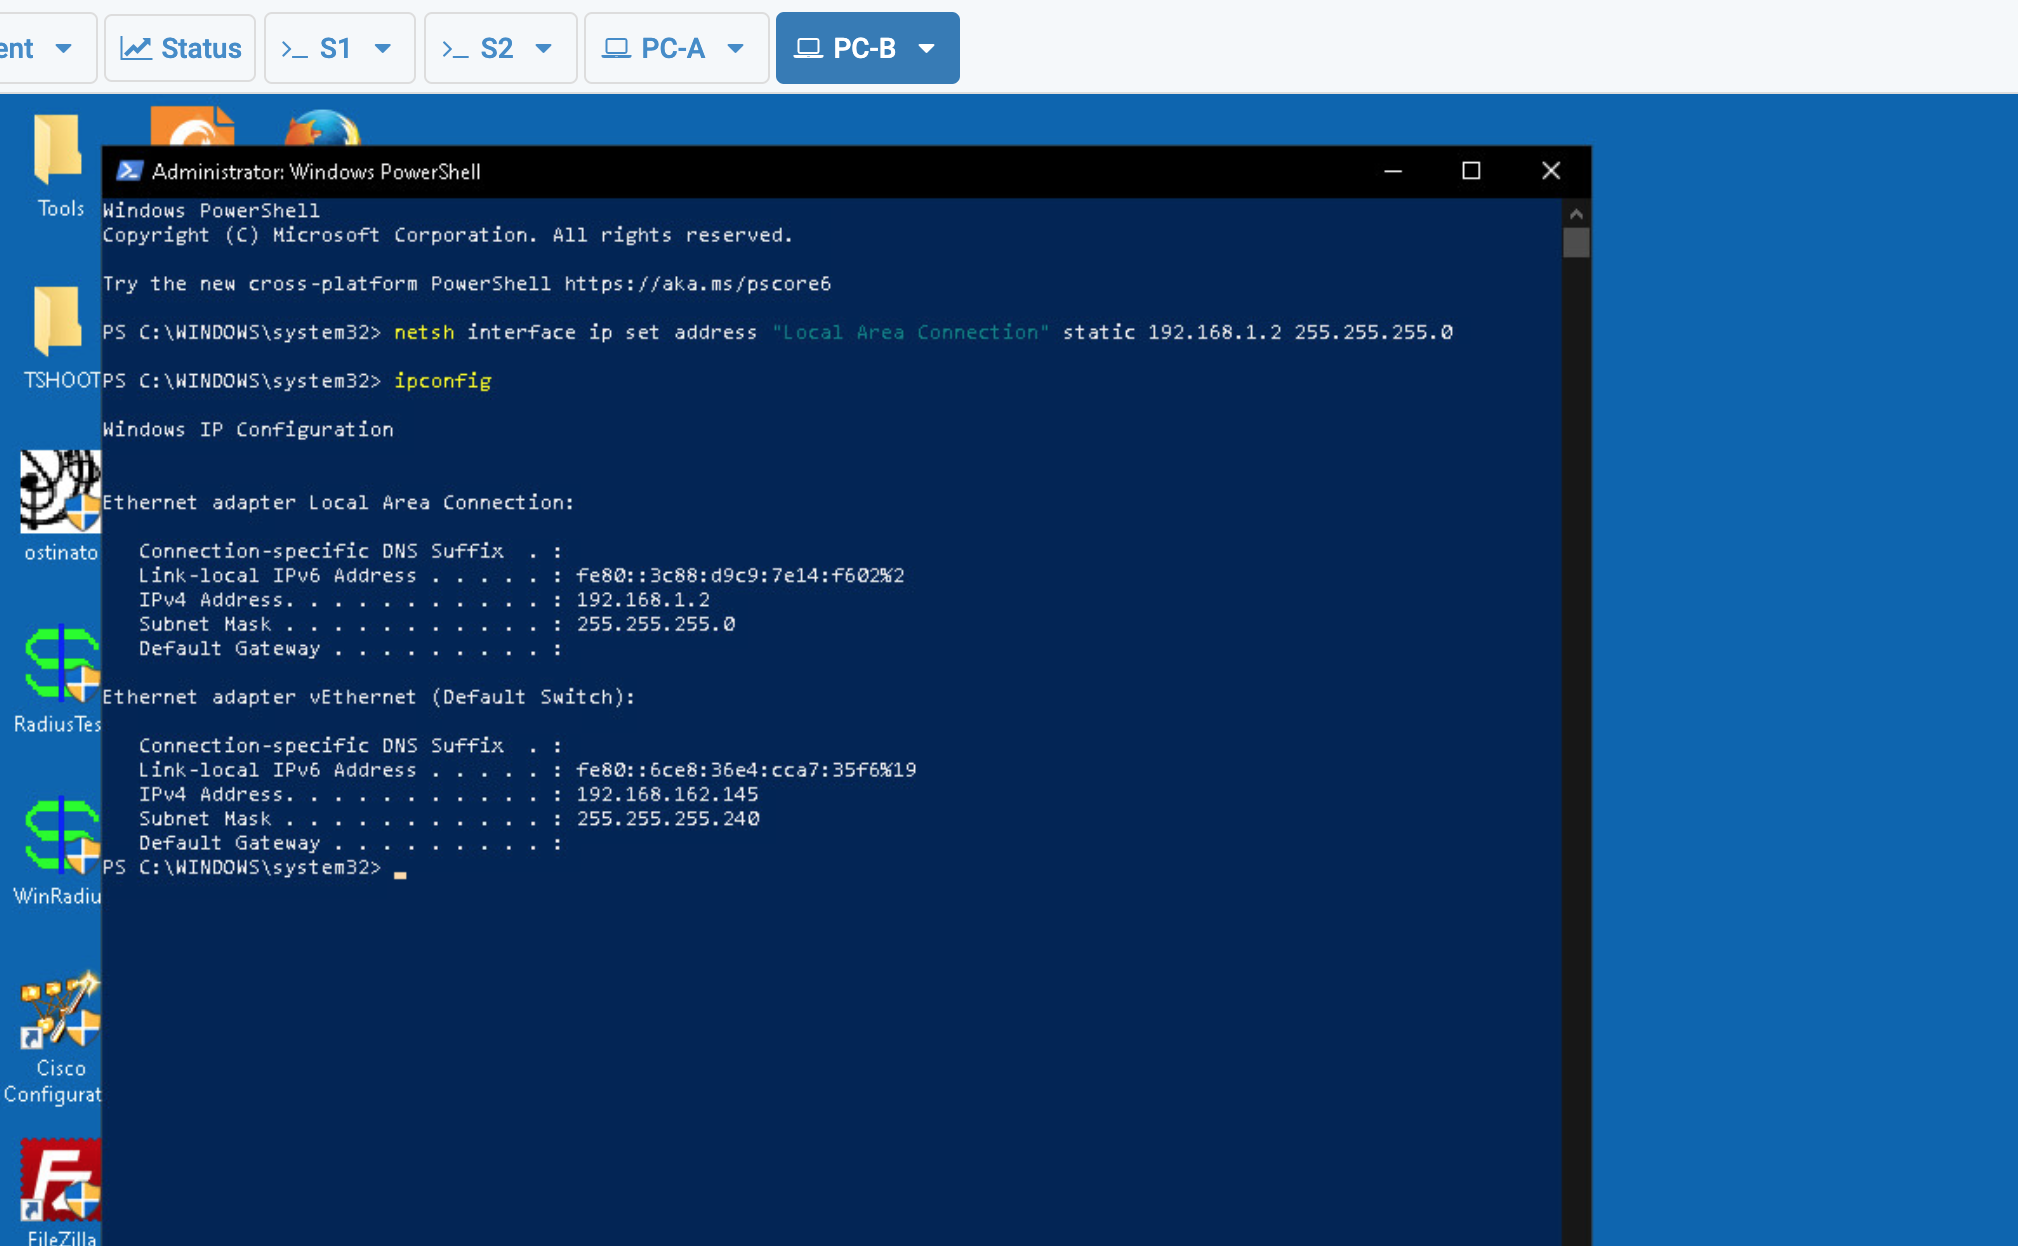 ent
Status
>_ S1
>_ S2
PC-A
PC-B
Tools
TSHOOT
ostinato
RadiusTes
WinRadiu
Cisco
Configurat
FileZilla
Administrator: Windows PowerShell
Windows PowerShell
Copyright (C) Microsoft Corporation. All rights reserved.
Try the new cross-platform PowerShell https://aka.ms/pscore6
PS C:\WINDOWS\system32> netsh interface ip set address "Local Area Connection" static 192.168.1.2 255.255.255.0
PS C:\WINDOWS\system32> ipconfig
Windows IP Configuration
Ethernet adapter Local Area Connection:
Connection-specific DNS Suffix  . :
Link-local IPv6 Address . . . . . : fe80::3c88:d9c9:7e14:f602%2
IPv4 Address. . . . . . . . . . . : 192.168.1.2
Subnet Mask . . . . . . . . . . . : 255.255.255.0
Default Gateway . . . . . . . . . :
Ethernet adapter vEthernet (Default Switch):
Connection-specific DNS Suffix  . :
Link-local IPv6 Address . . . . . : fe80::6ce8:36e4:cca7:35f6%19
IPv4 Address. . . . . . . . . . . : 192.168.162.145
Subnet Mask . . . . . . . . . . . : 255.255.255.240
Default Gateway . . . . . . . . . :
PS C:\WINDOWS\system32>